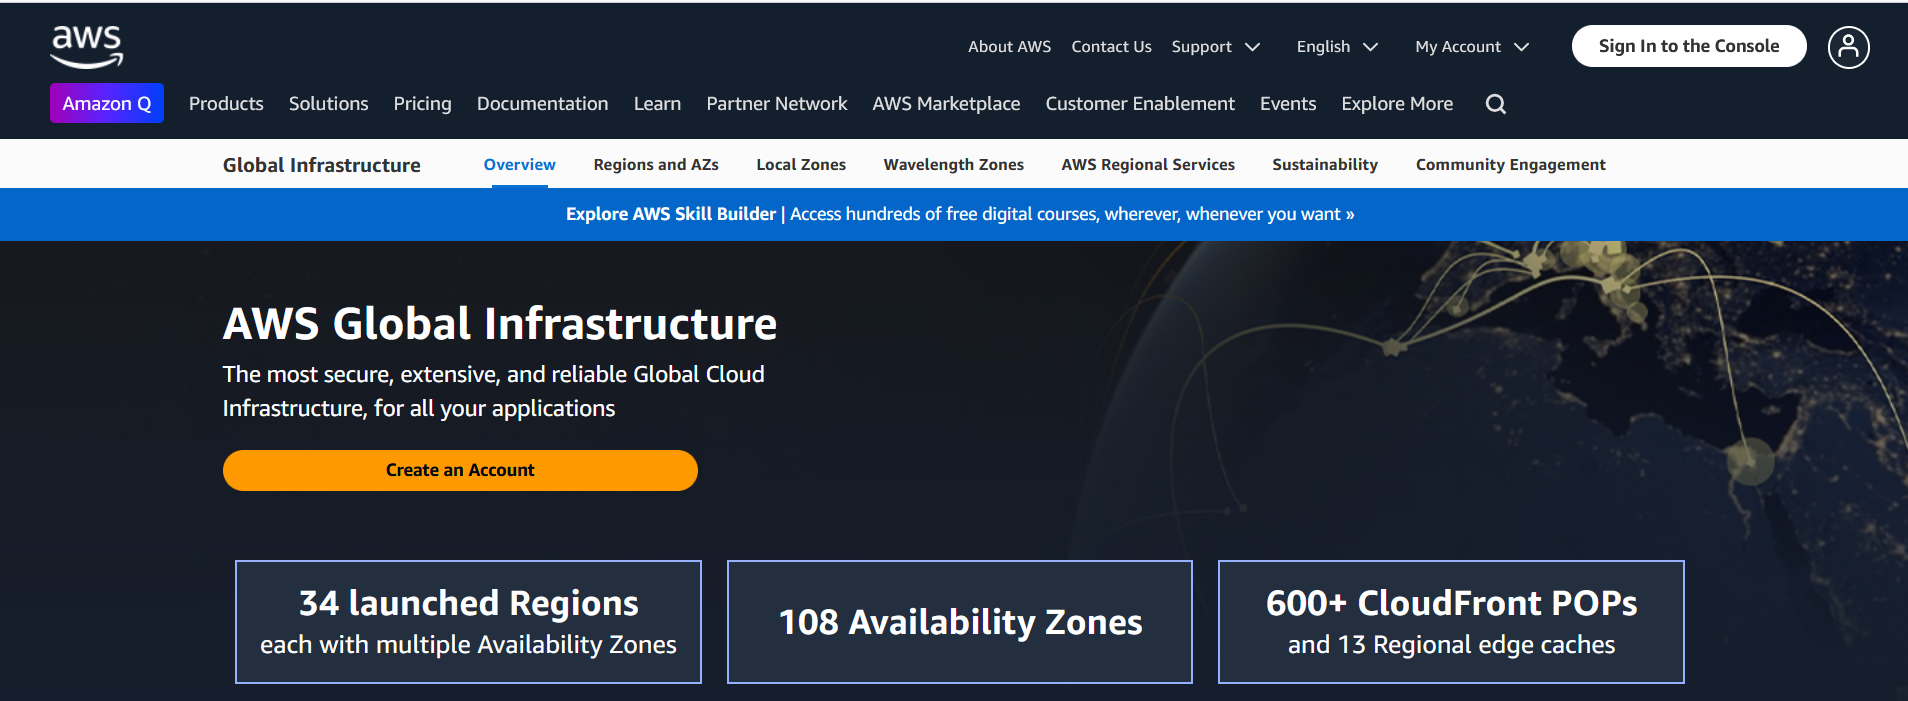 aws
About AWS Contact Us Support English My Account Sign In to the Console
Amazon Q Products Solutions Pricing Documentation Learn Partner Network AWS Marketplace Customer Enablement Events Explore More
Global Infrastructure Overview Regions and AZs Local Zones Wavelength Zones AWS Regional Services Sustainability Community Engagement
Explore AWS Skill Builder | Access hundreds of free digital courses, wherever, whenever you want »
AWS Global Infrastructure
The most secure, extensive, and reliable Global Cloud
Infrastructure, for all your applications
Create an Account
34 launched Regions
each with multiple Availability Zones
108 Availability Zones
600+ CloudFront POPs
and 13 Regional edge caches